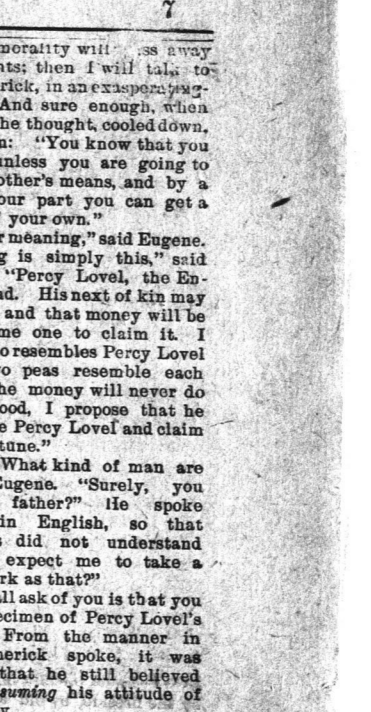 7
morality will ss away
nts; then I will talk to
rick, in an exasperating-
And sure enough, when
he thought, cooled down,
n: "You know that you
unless you are going to
other's means, and by a
our part you can get a
your own."
r meaning," said Eugene.
g is simply this," said
"Percy Lovel, the En-
ad. His next of kin may
and that money will be
me one to claim it. I
o resembles Percy Lovel
o peas resemble each
he money will never do
ood, I propose that he
e Percy Lovel and claim
tune."
What kind of man are
Eugene. "Surely, you
father?" He spoke
in English, so that
did not understand
expect me to take a
rk as that?"
all ask of you is that you
ecimen of Percy Lovel's
From the manner in
merick spoke, it was
that he still believed
suming his attitude of